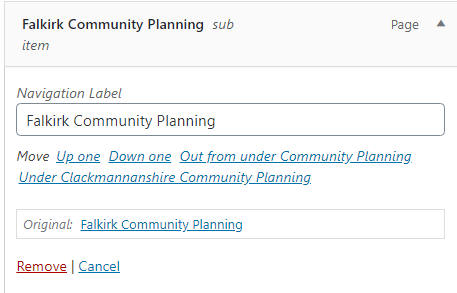 Falkirk Community Planning sub Page
item
Navigation Label
Falkirk Community Planning
Move Up one Down one Out from under Community Planning
Under Clackmannanshire Community Planning
Original: Falkirk Community Planning
Remove | Cancel